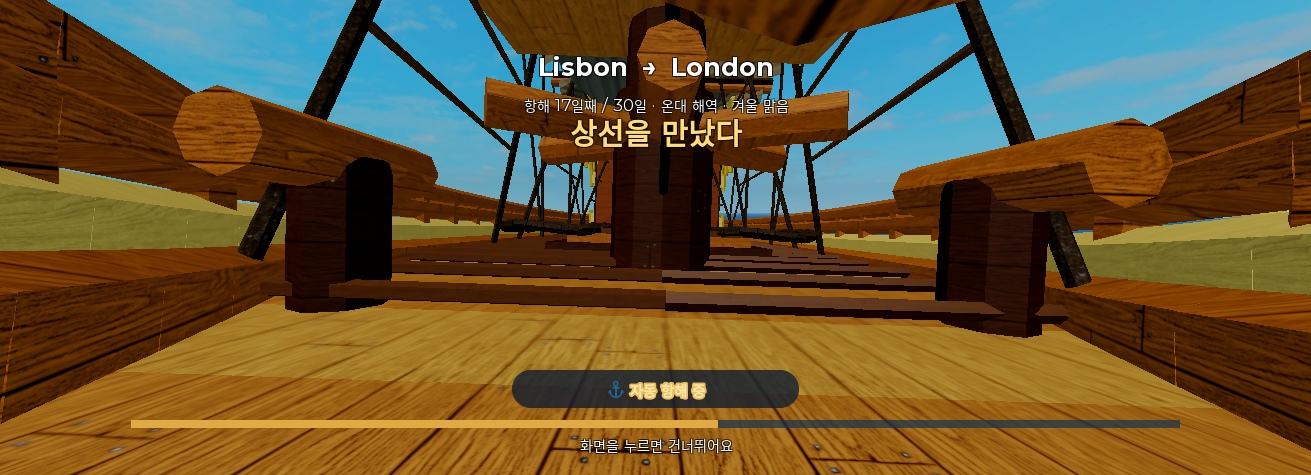 Lisbon → London
항해 17일째 / 30일 · 온대 해역 · 겨울 맑음
상선을 만났다
⚓ 자동 항해 중
화면을 누르면 건너뛰어요